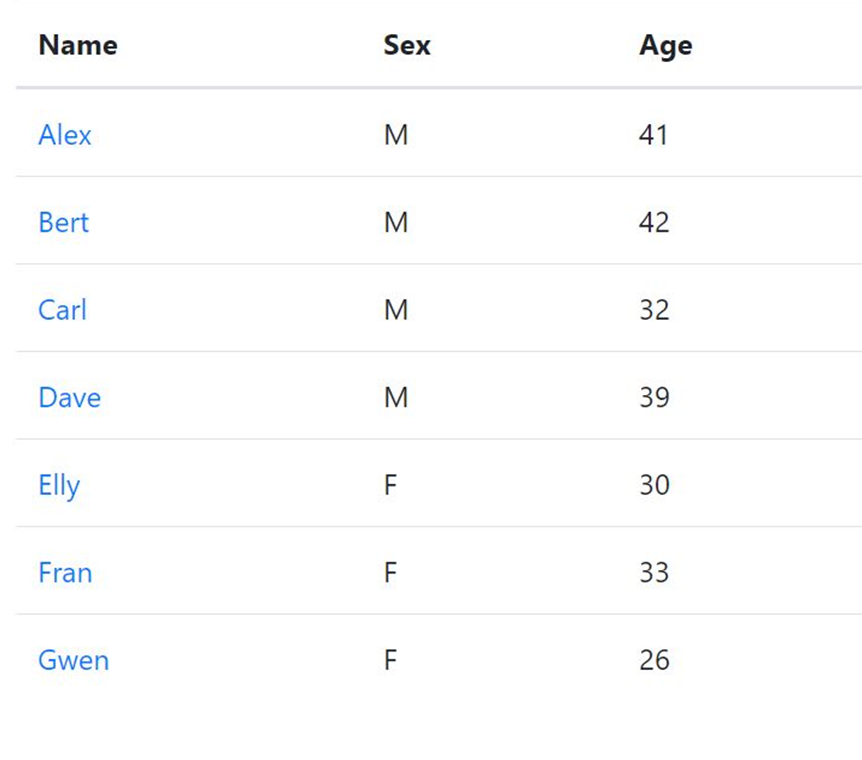 Name Sex Age
Alex M 41
Bert M 42
Carl M 32
Dave M 39
Elly F 30
Fran F 33
Gwen F 26